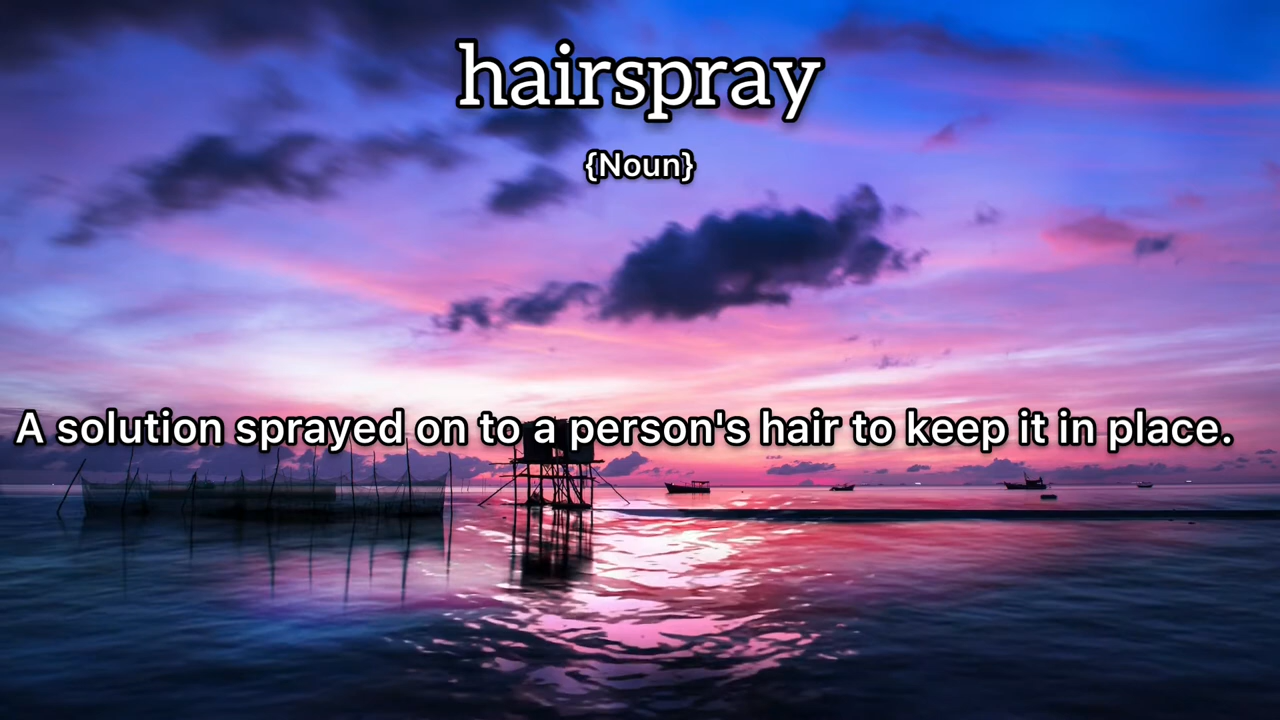 hairspray
{Noun}
A solution sprayed on to a person's hair to keep it in place.